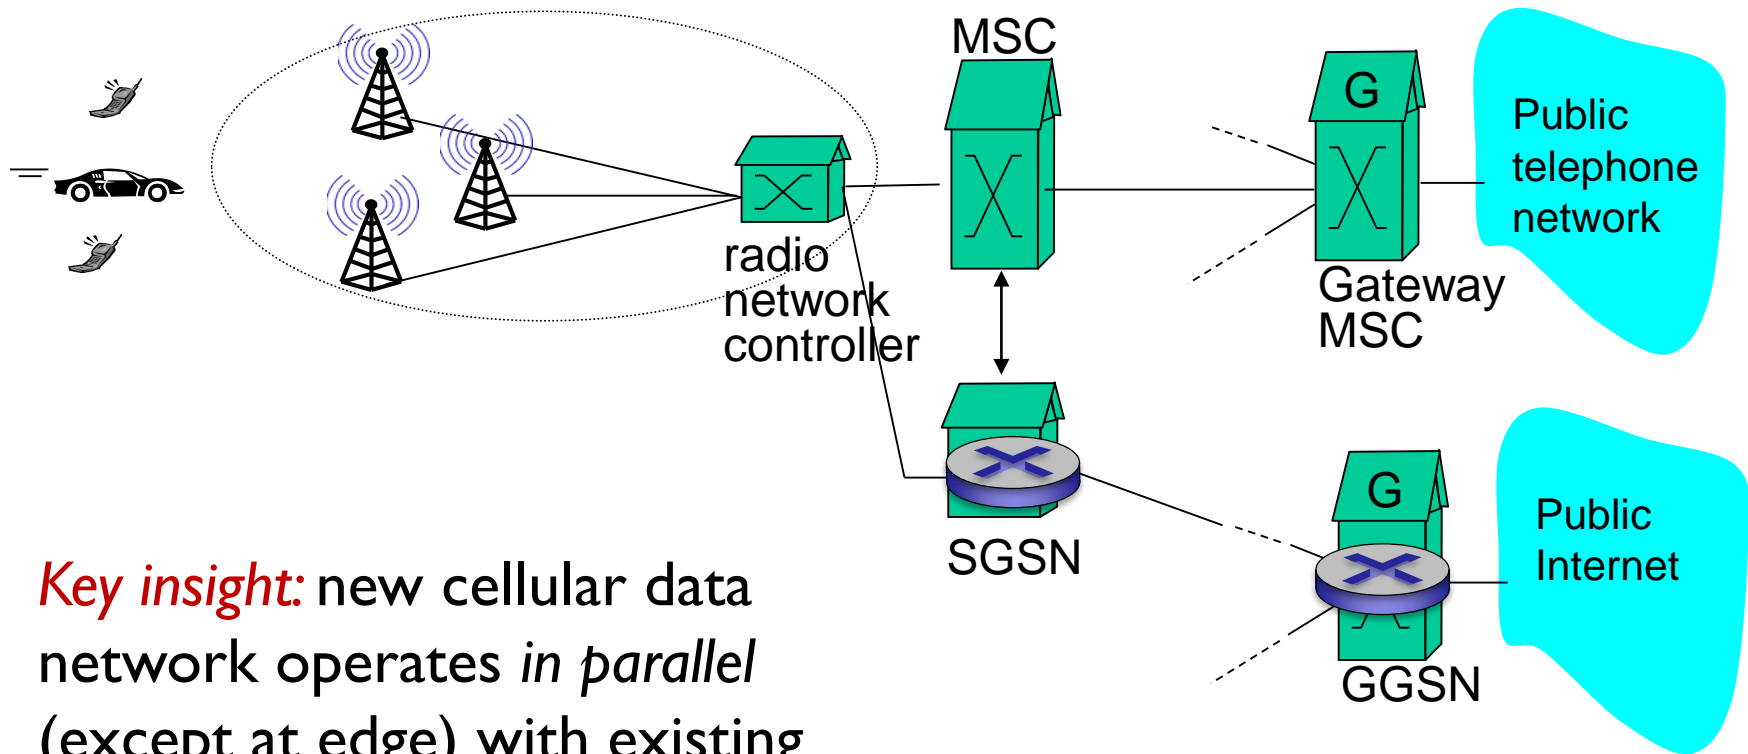 MSC
G
Public
telephone
network
radio
network
controller
Gateway
MSC
SGSN
G
Public
Internet
GGSN
Key insight: new cellular data
network operates in parallel
(except at edge) with existing